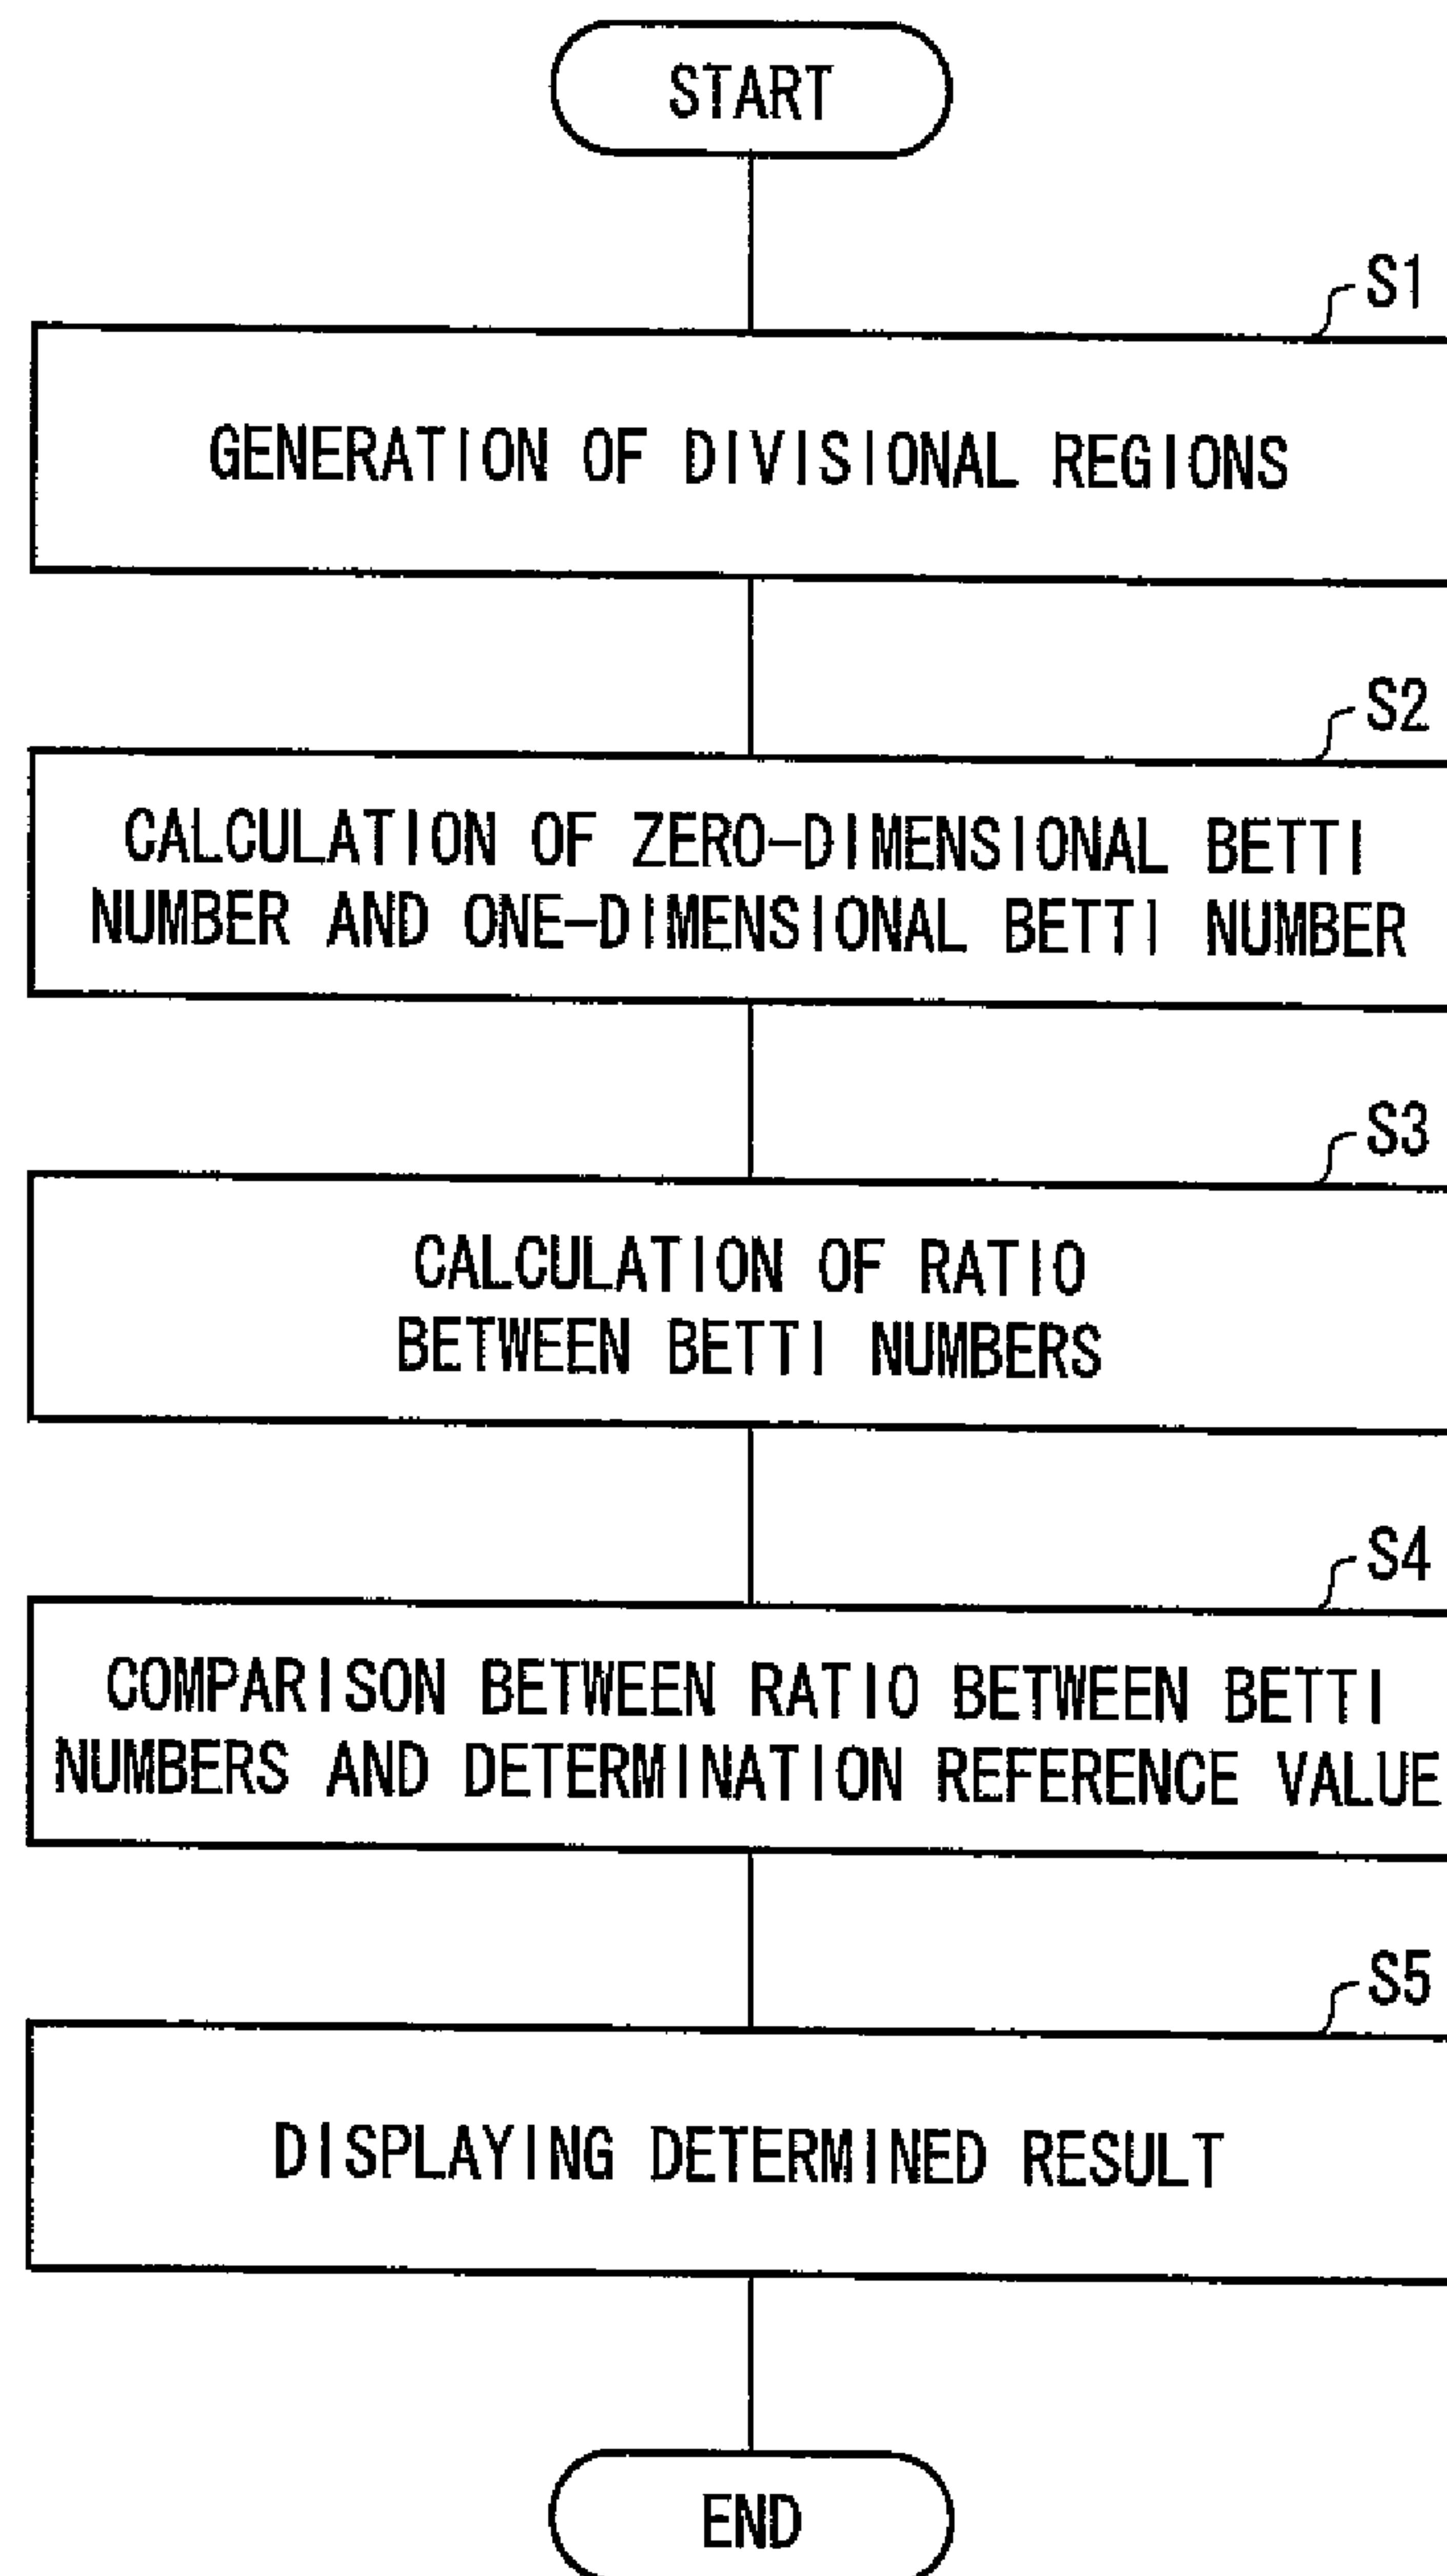 START
S1
GENERATION OF DIVISIONAL REGIONS
S2
CALCULATION OF ZERO-DIMENSIONAL BETTI
NUMBER AND ONE-DIMENSIONAL BETTI NUMBER
S3
CALCULATION OF RATIO
BETWEEN BETTI NUMBERS
S4
COMPARISON BETWEEN RATIO BETWEEN BETTI
NUMBERS AND DETERMINATION REFERENCE VALUE
S5
DISPLAYING DETERMINED RESULT
END